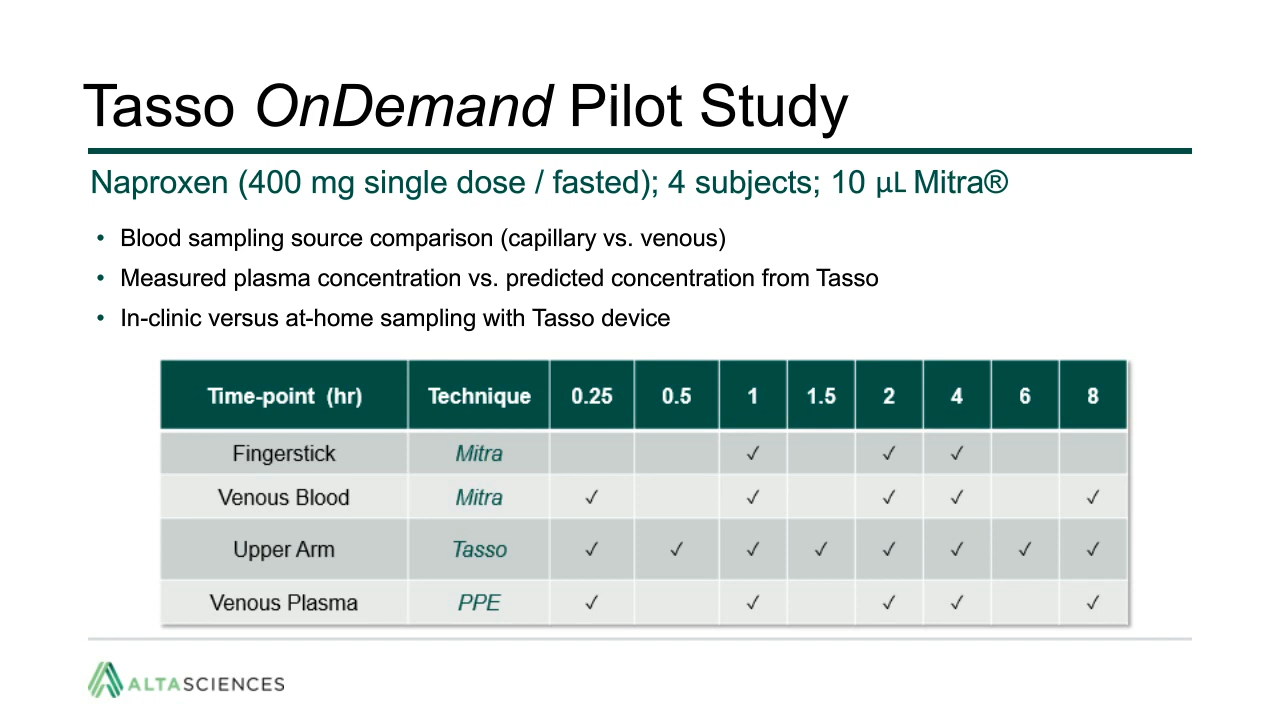 Tasso OnDemand Pilot Study
Naproxen (400 mg single dose / fasted); 4 subjects; 10 µL Mitra®
• Blood sampling source comparison (capillary vs. venous)
• Measured plasma concentration vs. predicted concentration from Tasso
• In-clinic versus at-home sampling with Tasso device
Time-point (hr) Technique 0.25 0.5 1 1.5 2 4 6 8
Fingerstick Mitra ✓ ✓ ✓
Venous Blood Mitra ✓ ✓ ✓ ✓ ✓
Upper Arm Tasso ✓ ✓ ✓ ✓ ✓ ✓ ✓ ✓
Venous Plasma PPE ✓ ✓ ✓ ✓ ✓
ALTASCIENCES